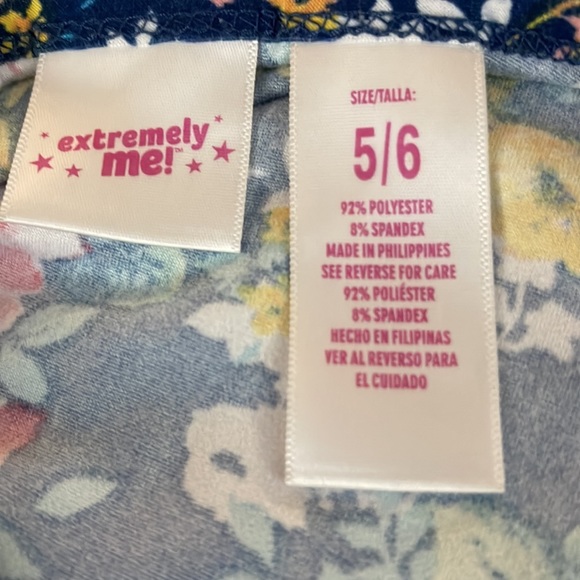 extremely
me!™
SIZE/TALLA:
5/6
92% POLYESTER
8% SPANDEX
MADE IN PHILIPPINES
SEE REVERSE FOR CARE
92% POLIÉSTER
8% SPANDEX
HECHO EN FILIPINAS
VER AL REVERSO PARA
EL CUIDADO